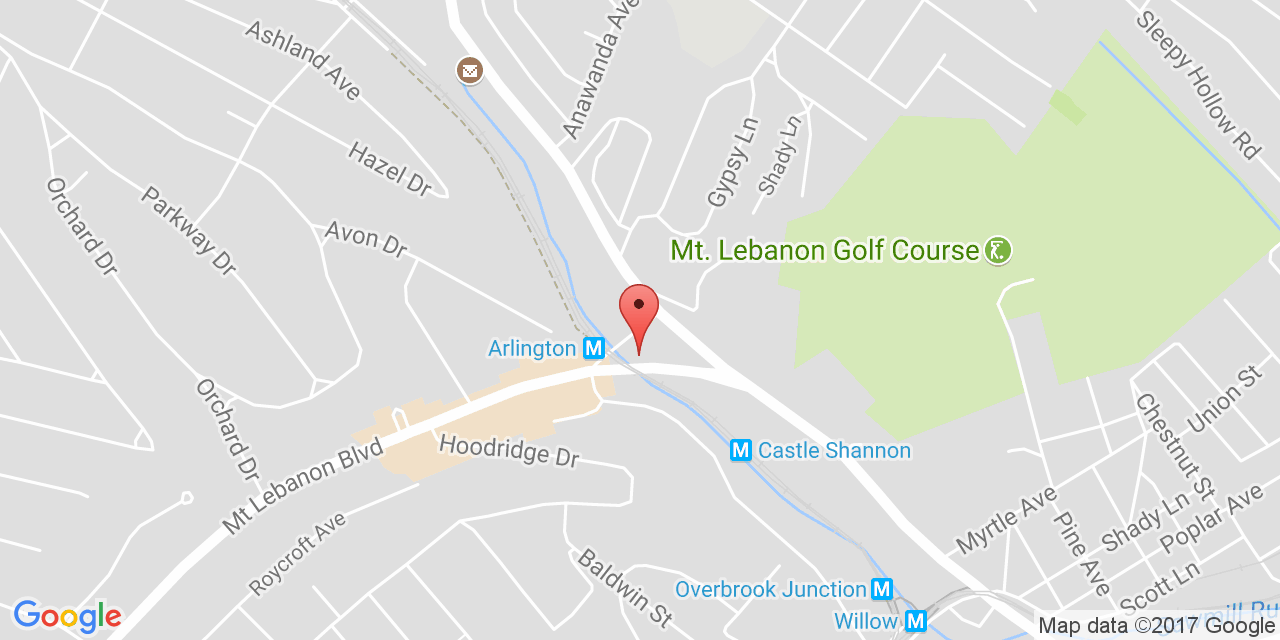 Ashland Ave
Anawanda Ave
Sleepy Hollow Rd
Hazel Dr
Gypsy Ln
Shady Ln
Orchard Dr
Parkway Dr
Avon Dr
Mt. Lebanon Golf Course
Arlington M
Orchard Dr
Mt Lebanon Blvd
Hoodridge Dr
M Castle Shannon
Chestnut St
Union St
Roycroft Ave
Baldwin St
Myrtle Ave
Pine Ave
Shady Ln
Poplar Ave
Scott Ln
Overbrook Junction M
Willow M
Google
Map data ©2017 Google